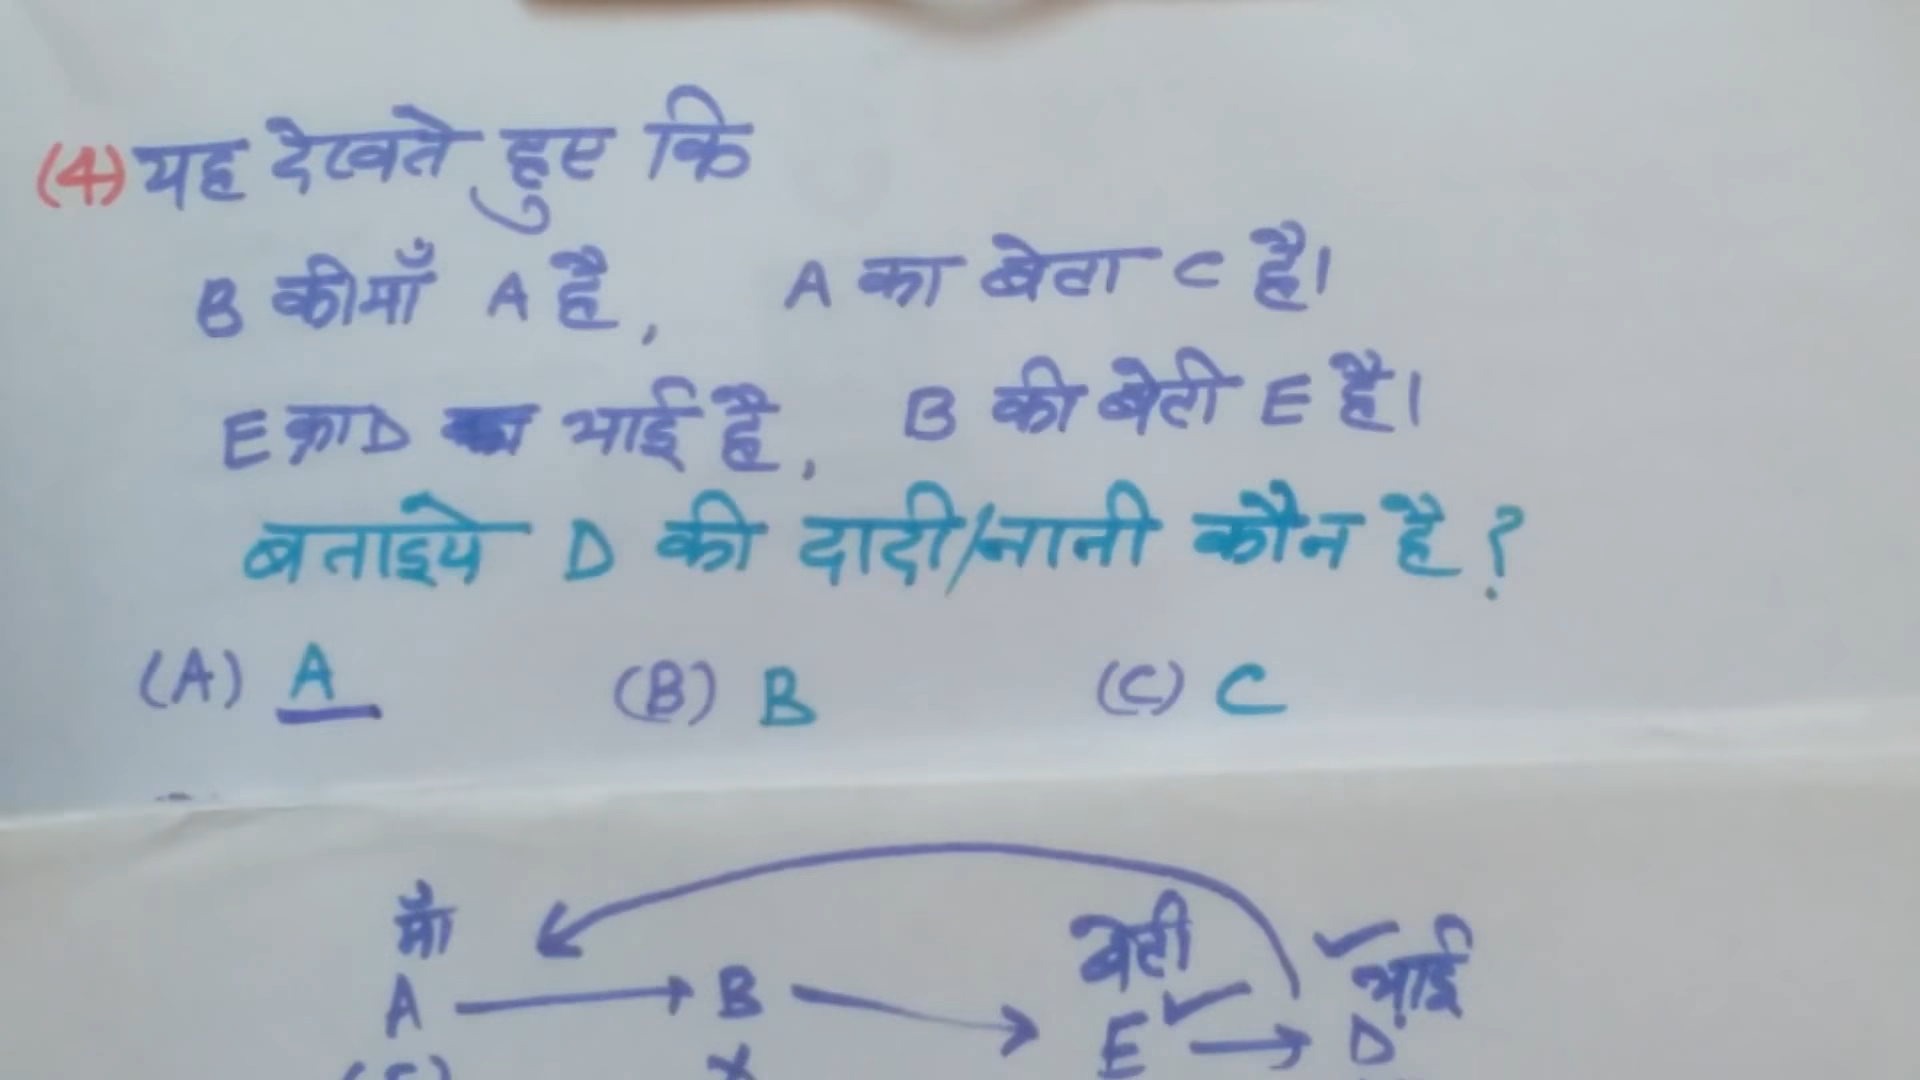 (4) यह देखते हुए कि
B की माँ A है, A का बेटा C है।
E का D भाई है, B की बेटी E है।
बताइये D की दादी/नानी कौन है?
(A) A (B) B (C) C
माँ बेटी भाई
A B E D